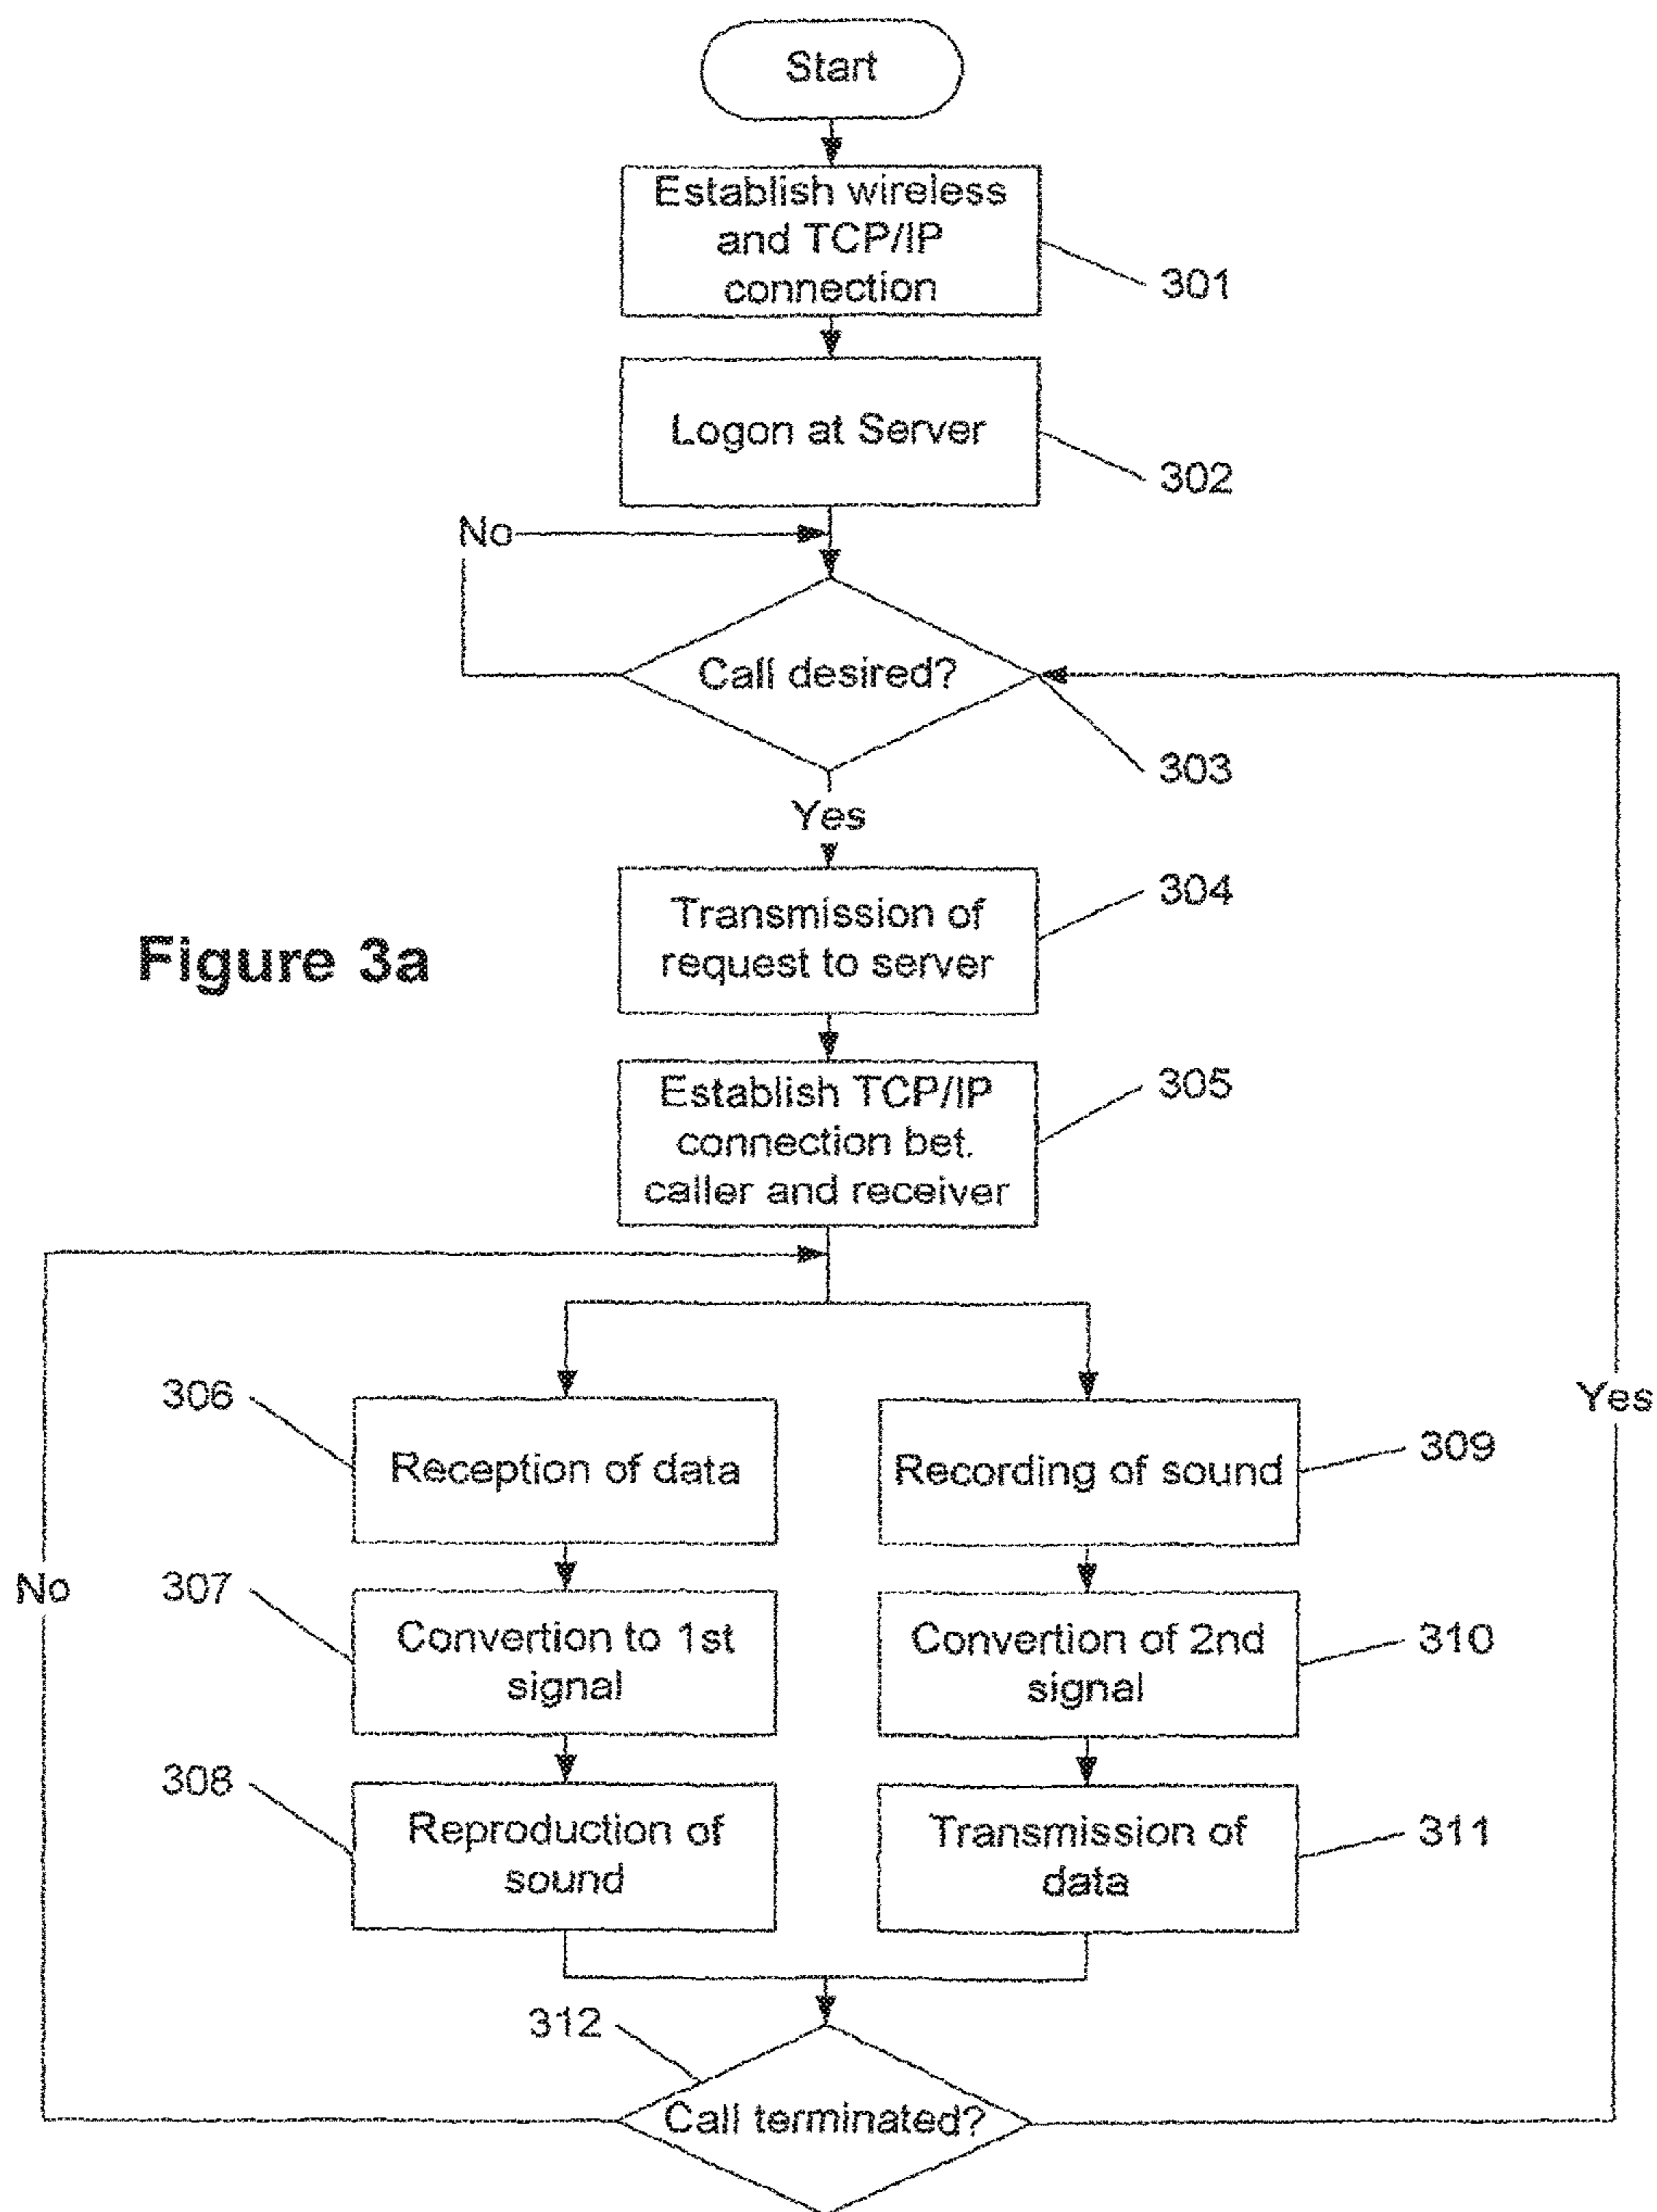 Start
Establish wireless
and TCP/IP
connection
301
Logon at Server
302
No
Call desired?
303
Yes
304
Transmission of
request to server
Figure 3a
305
Establish TCP/IP
connection bet.
caller and receiver
306
Reception of data
Recording of sound
309
Yes
No
307
Convertion to 1st
signal
Convertion of 2nd
signal
310
308
Reproduction of
sound
Transmission of
data
311
312
Call terminated?